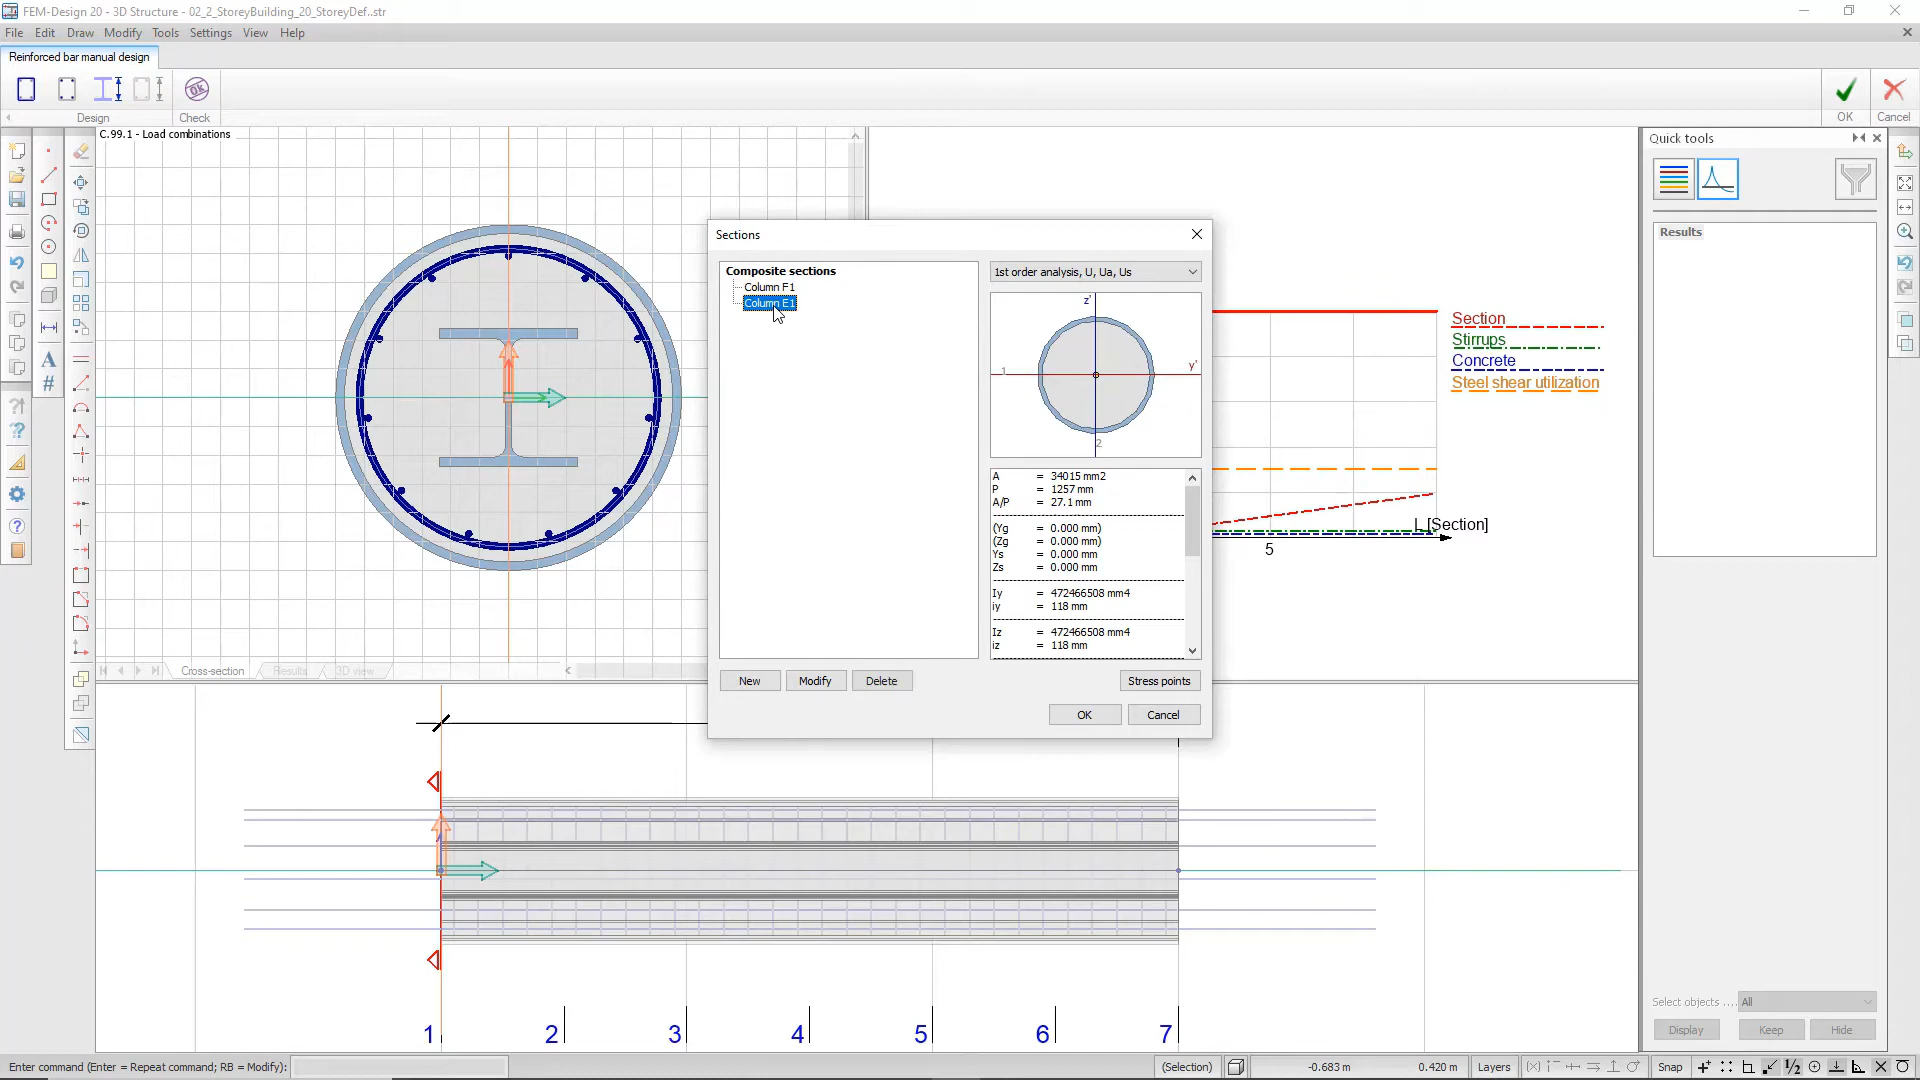 FEM-Design 20 - 3D Structure - 02_2_StoreyBuilding_20_StoreyDef..str
File Edit Draw Modify Tools Settings View Help
Reinforced bar manual design
Ok
Design
Check
OK
Cancel
C.99.1 - Load combinations
Quick tools
Results
Sections
Composite sections
Column F1
Column E1
1st order analysis, U, Ua, Us
z'
y'
1
2
A = 34015 mm2
P = 1257 mm
A/P = 27.1 mm
(Yg = 0.000 mm)
(Zg = 0.000 mm)
Ys = 0.000 mm
Zs = 0.000 mm
Iy = 472466508 mm4
iy = 118 mm
Iz = 472466508 mm4
iz = 118 mm
New Modify Delete
Stress points
OK Cancel
Section
Stirrups
Concrete
Steel shear utilization
L [Section]
5
A
#
Cross-section Results 3D view
1 2 3 4 5 6 7
Select objects .... All
Display Keep Hide
Enter command (Enter = Repeat command; RB = Modify):
(Selection) -0.683 m 0.420 m Layers Snap 1/2